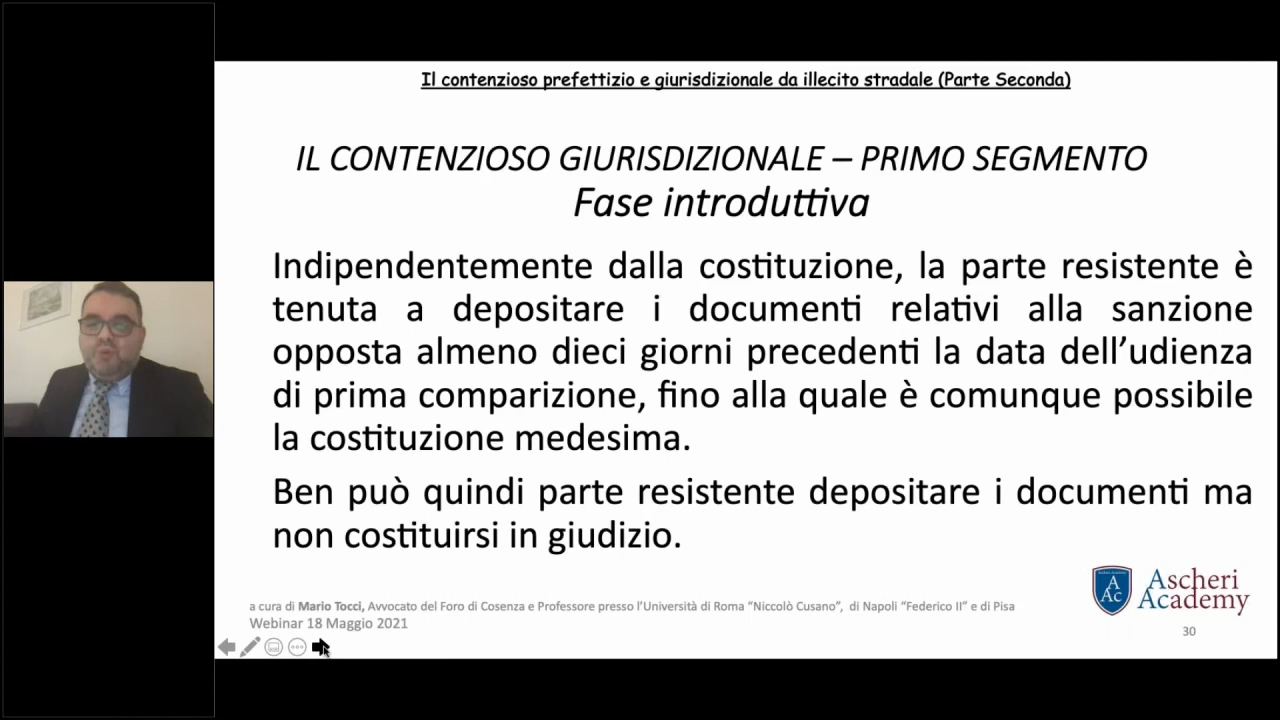 Il contenzioso prefettizio e giurisdizionale da illecito stradale (Parte Seconda)
IL CONTENZIOSO GIURISDIZIONALE – PRIMO SEGMENTO
Fase introduttiva
Indipendentemente dalla costituzione, la parte resistente è
tenuta a depositare i documenti relativi alla sanzione
opposta almeno dieci giorni precedenti la data dell’udienza
di prima comparizione, fino alla quale è comunque possibile
la costituzione medesima.
Ben può quindi parte resistente depositare i documenti ma
non costituirsi in giudizio.
A
Ac
Ascheri
Academy
a cura di Mario Tocci, Avvocato del Foro di Cosenza e Professore presso l’Università di Roma “Niccolò Cusano”, di Napoli “Federico II” e di Pisa
Webinar 18 Maggio 2021
30